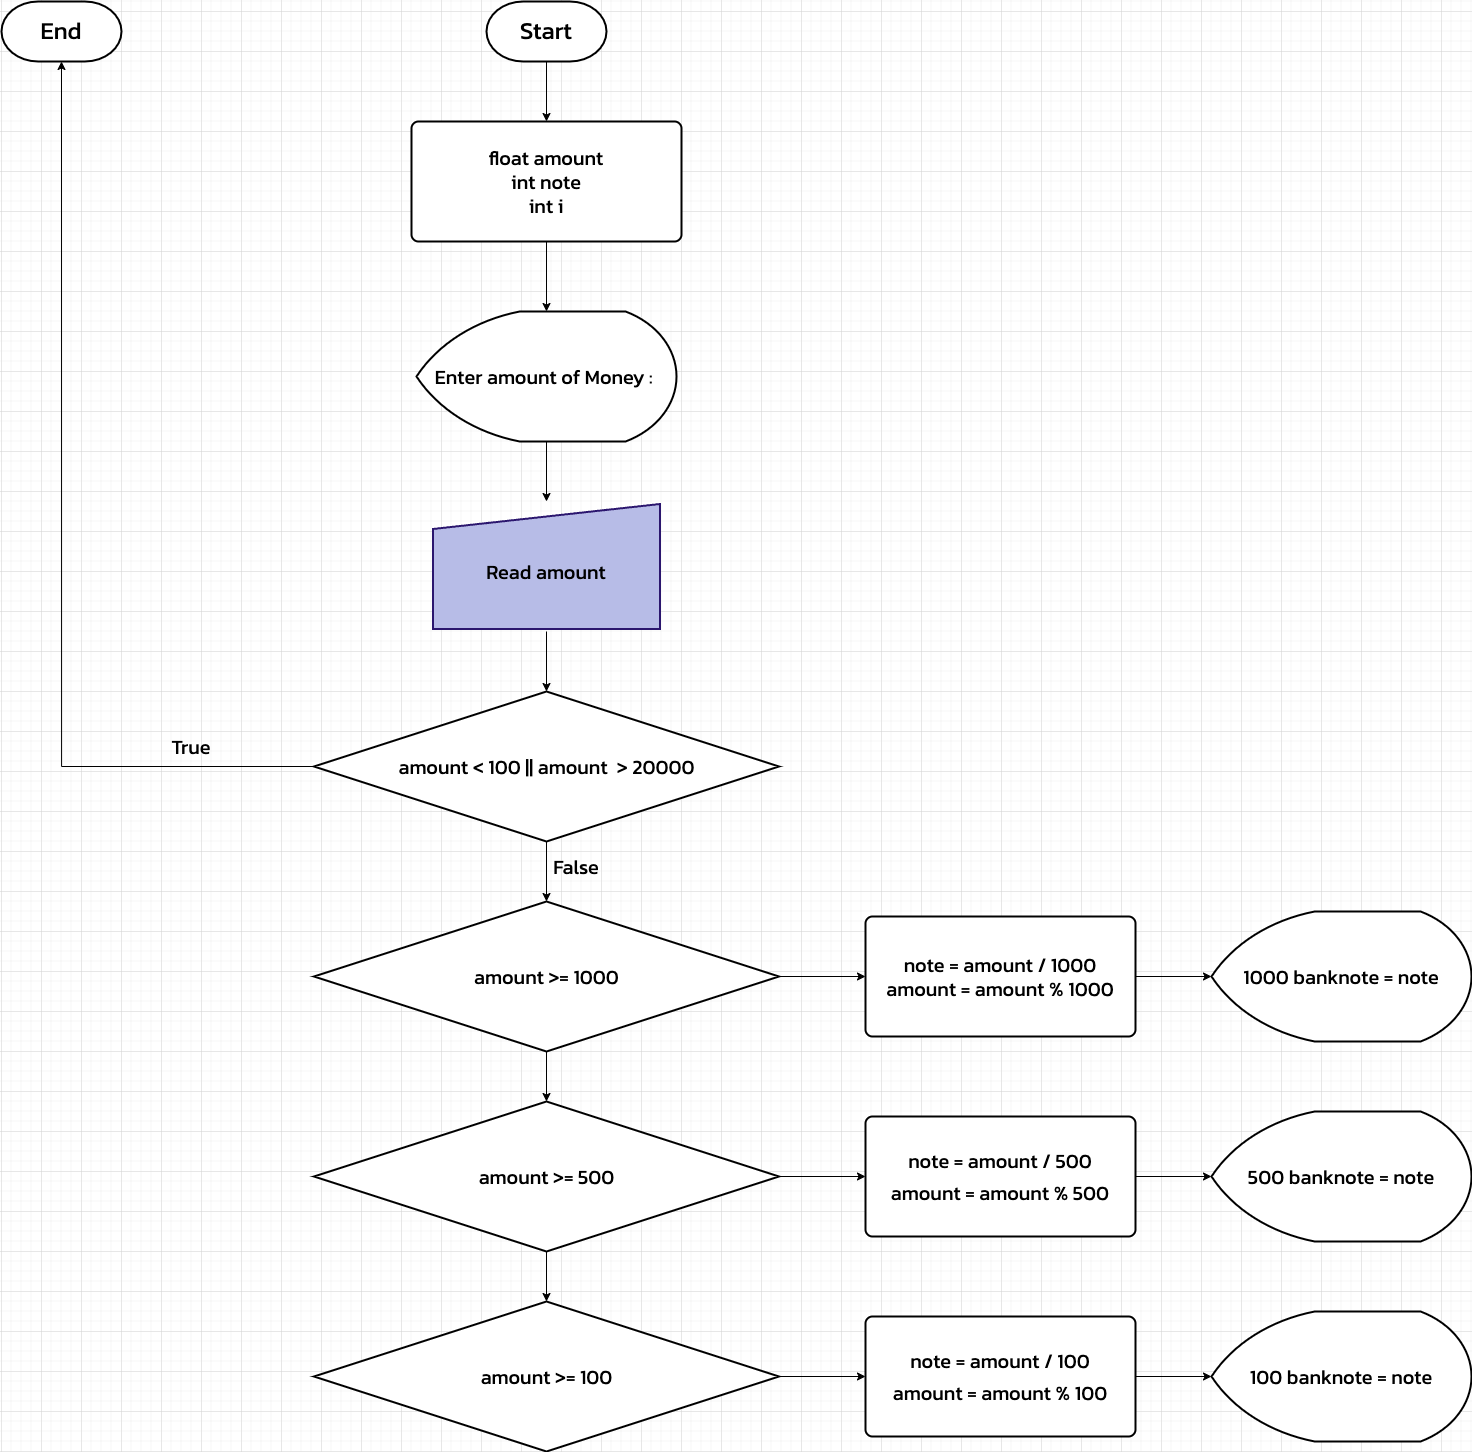 End
Start
float amount
int note
int i
Enter amount of Money :
Read amount
True
amount < 100 || amount  > 20000
False
amount >= 1000
note = amount / 1000
amount = amount % 1000
1000 banknote = note
amount >= 500
note = amount / 500
amount = amount % 500
500 banknote = note
amount >= 100
note = amount / 100
amount = amount % 100
100 banknote = note